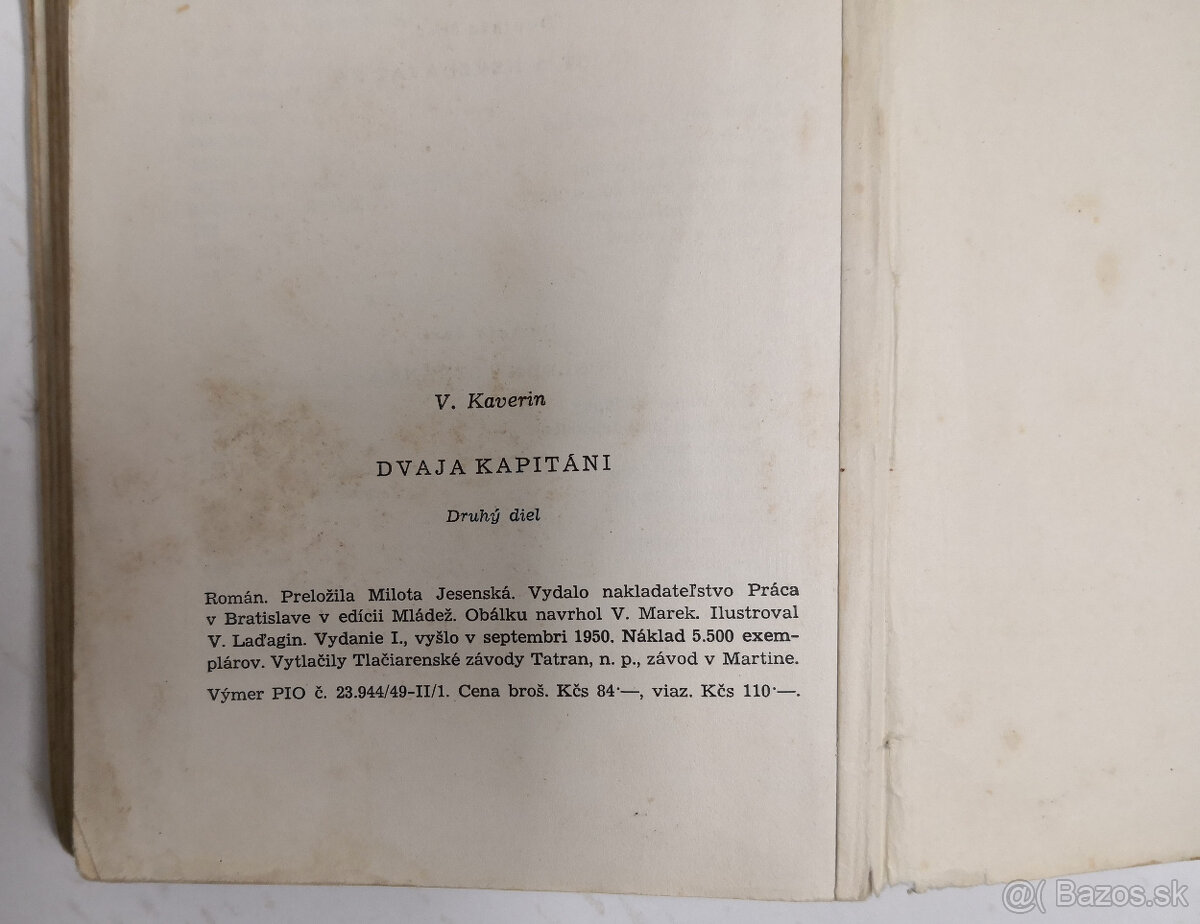 V. Kaverin
DVAJA KAPITÁNI
Druhý diel
Román. Preložila Milota Jesenská. Vydalo nakladateľstvo Práca
v Bratislave v edícii Mládež. Obálku navrhol V. Marek. Ilustroval
V. Laďagin. Vydanie I., vyšlo v septembri 1950. Náklad 5.500 exem-
plárov. Vytlačily Tlačiarenské závody Tatran, n. p., závod v Martine.
Výmer PIO č. 23.944/49-II/1. Cena broš. Kčs 84·—, viaz. Kčs 110·—.
@( Bazos.sk